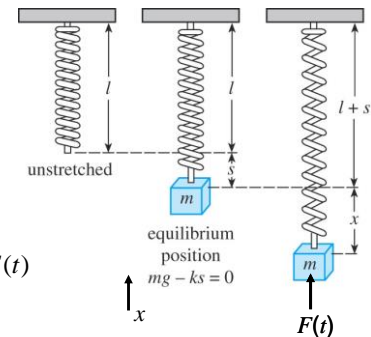 l
unstretched
l
s
m
equilibrium
position
mg – ks = 0
l + s
x
m
(t)
x
F(t)